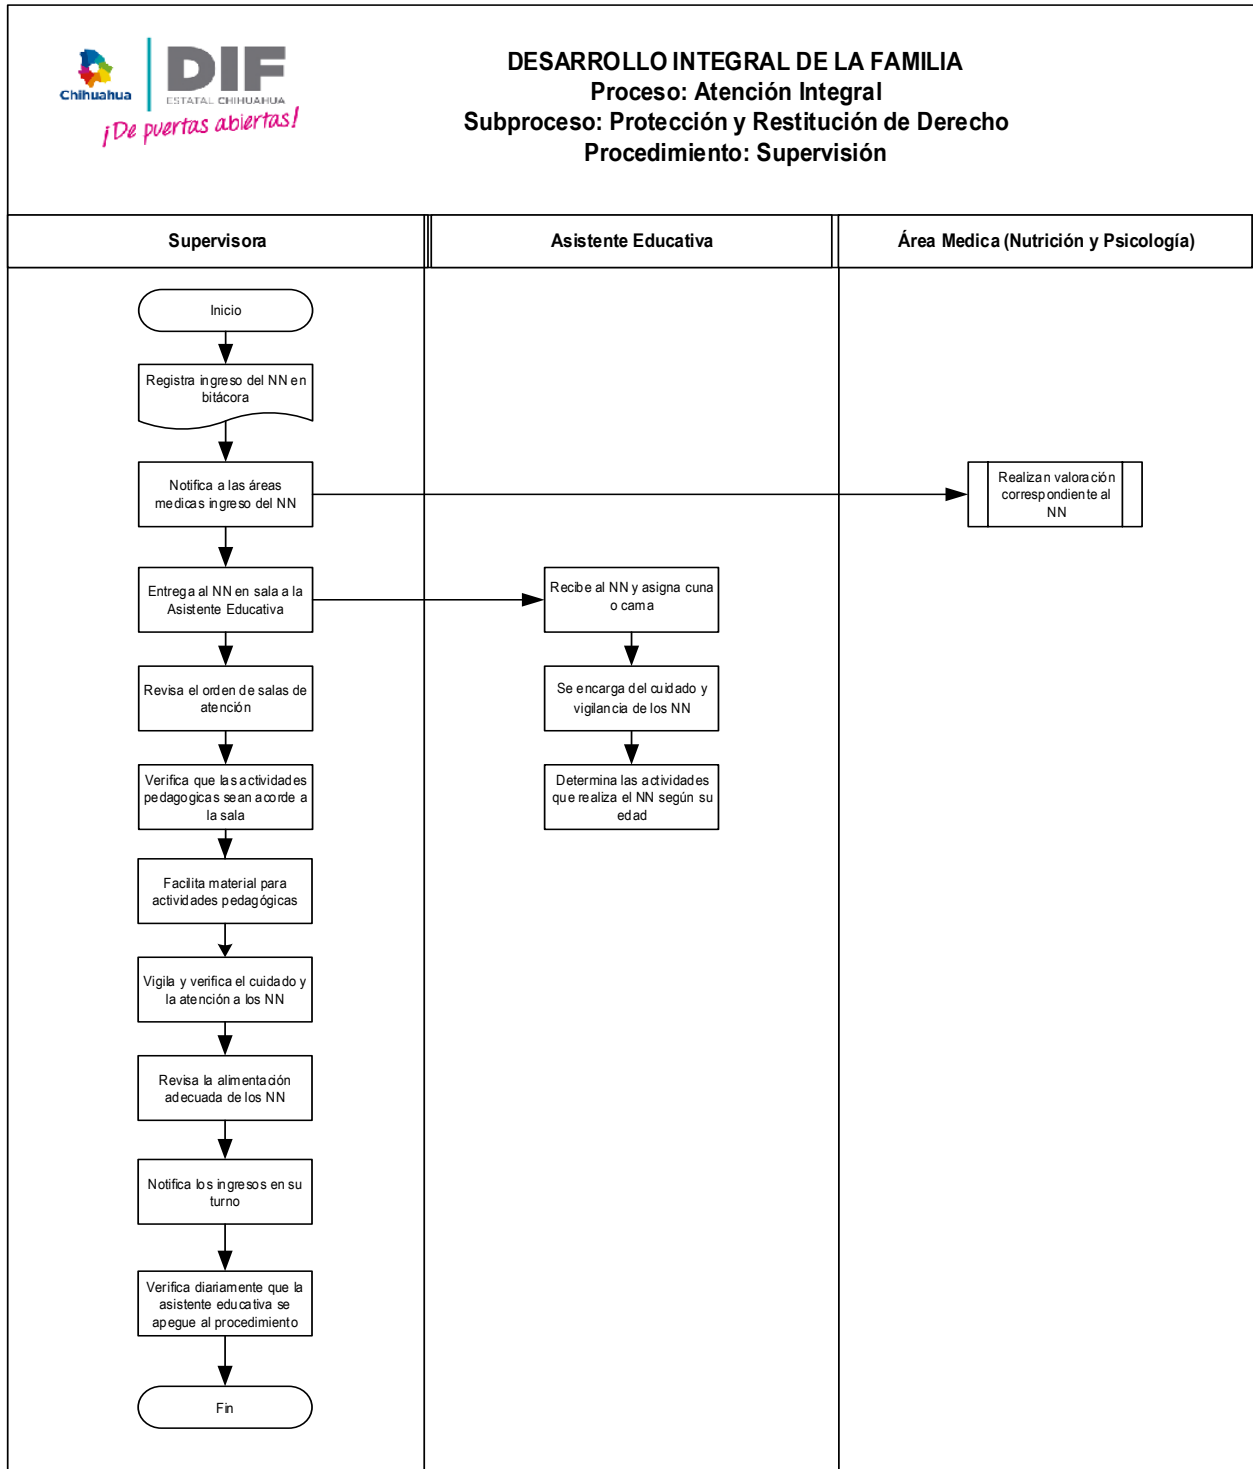 Chihuahua
DIF
ESTATAL CHIHUAHUA
¡De puertas abiertas!
DESARROLLO INTEGRAL DE LA FAMILIA
Proceso: Atención Integral
Subproceso: Protección y Restitución de Derecho
Procedimiento: Supervisión
Supervisora
Asistente Educativa
Área Medica (Nutrición y Psicología)
Inicio
Registra ingreso del NN en
bitácora
Notifica a las áreas
medicas ingreso del NN
Realizan valoración
correspondiente al
NN
Entrega al NN en sala a la
Asistente Educativa
Recibe al NN y asigna cuna
o cama
Revisa el orden de salas de
atención
Se encarga del cuidado y
vigilancia de los NN
Verifica que las actividades
pedagogicas sean acorde a
la sala
Determina las actividades
que realiza el NN según su
edad
Facilita material para
actividades pedagógicas
Vigila y verifica el cuidado y
la atención a los NN
Revisa la alimentación
adecuada de los NN
Notifica los ingresos en su
turno
Verifica diariamente que la
asistente educativa se
apegue al procedimiento
Fin